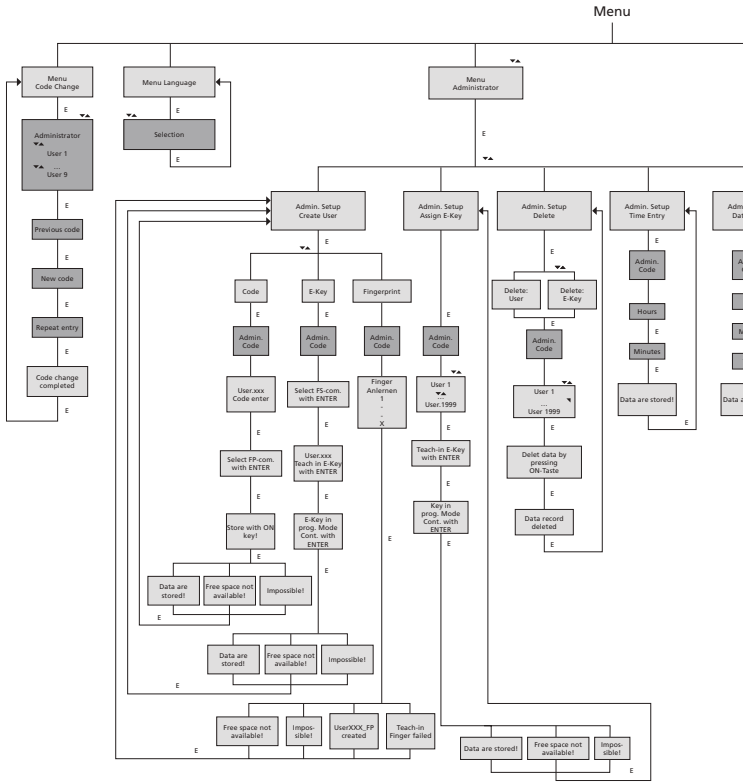 Menu
Menu
Code Change
E
Administrator
User 1
...
User 9
E
Previous code
E
New code
E
Repeat entry
E
Code change
completed
E
Menu Language
E
Selection
E
Menu
Administrator
E
Admin. Setup
Create User
E
Code
E
Admin.
Code
E
User.xxx
Code enter
E
Select FP-com.
with ENTER
E
Store with ON
key!
E
Data are
stored!
Free space not
available!
Impossible!
E
E-Key
E
Admin.
Code
E
Select FS-com.
with ENTER
E
User.xxx
Teach in E-Key
with ENTER
E
E-Key in
prog. Mode
Cont. with
ENTER
E
Data are
stored!
Free space not
available!
Impossible!
E
Fingerprint
E
Admin.
Code
E
Finger
Anlernen
1
-
-
X
E
Free space not
available!
Impos-
sible!
UserXXX_FP
created
Teach-in
Finger failed
E
Admin. Setup
Assign E-Key
E
Admin.
Code
E
User 1
...
User.1999
E
Teach-in E-Key
with ENTER
E
Key in
prog. Mode
Cont. with
ENTER
E
Data are stored!
Free space not
available!
Impos-
sible!
E
Admin. Setup
Delete
E
Delete:
User
Delete:
E-Key
E
Admin.
Code
E
User 1
...
User 1999
E
Delet data by
pressing
ON-Taste
E
Data record
deleted
E
Admin. Setup
Time Entry
E
Admin.
Code
E
Hours
E
Minutes
E
Data are stored!
E